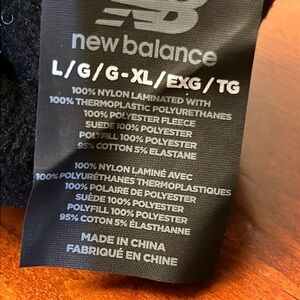 NB
new balance
L/G/G-XL/EXG/TG
100% NYLON LAMINATED WITH
100% THERMOPLASTIC POLYURETHANES
100% POLYESTER FLEECE
SUEDE 100% POLYESTER
POLYFILL 100% POLYESTER
95% COTTON 5% ELASTANE
100% NYLON LAMINÉ AVEC
100% POLYURÉTHANES THERMOPLASTIQUES
100% POLAIRE DE POLYESTER
SUÈDE 100% POLYESTER
POLYFILL 100% POLYESTER
95% COTTON 5% ÉLASTHANNE
MADE IN CHINA
FABRIQUÉ EN CHINE